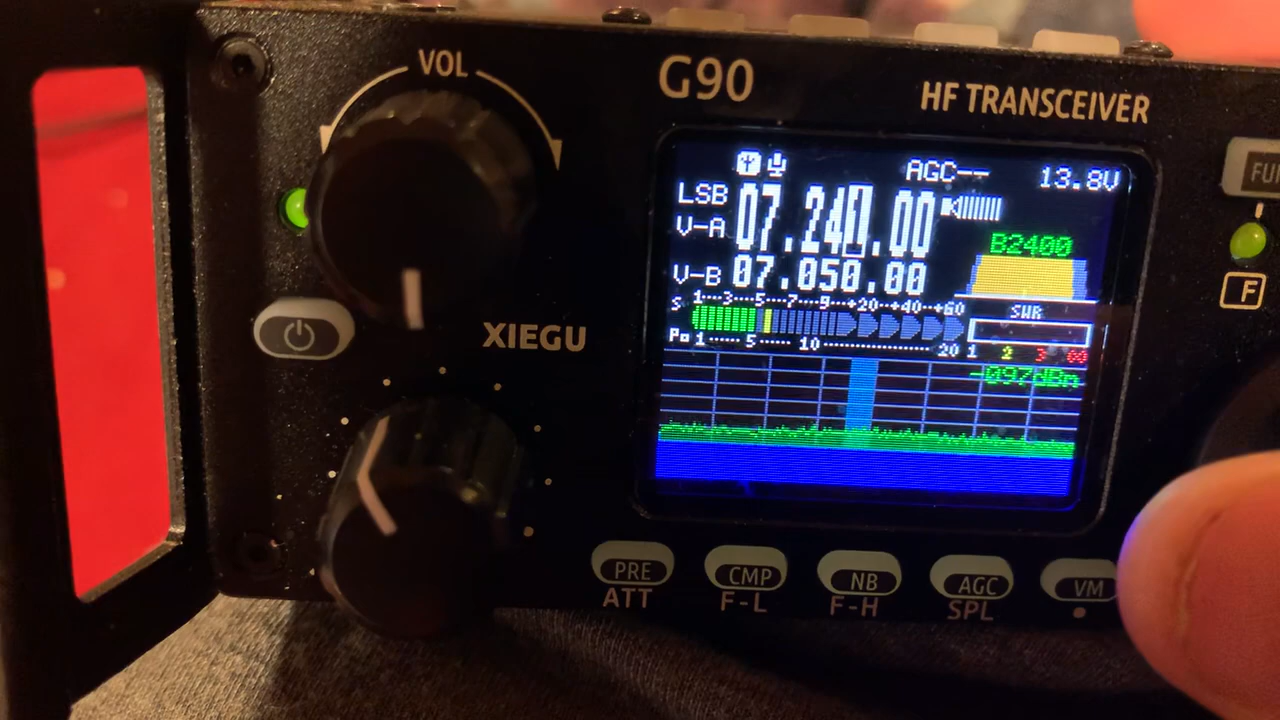 VOL
G90
HF TRANSCEIVER
AGC-- 13.8V
LSB 07.240.00
V-A
B2400
V-B 07.050.00
S 1--3--5--7--9--+20--+40--+60
SWR
Po 1 5 10 20 1 2 3 ∞
-097dBm
XIEGU
F
PRE CMP NB AGC VM
ATT F-L F-H SPL